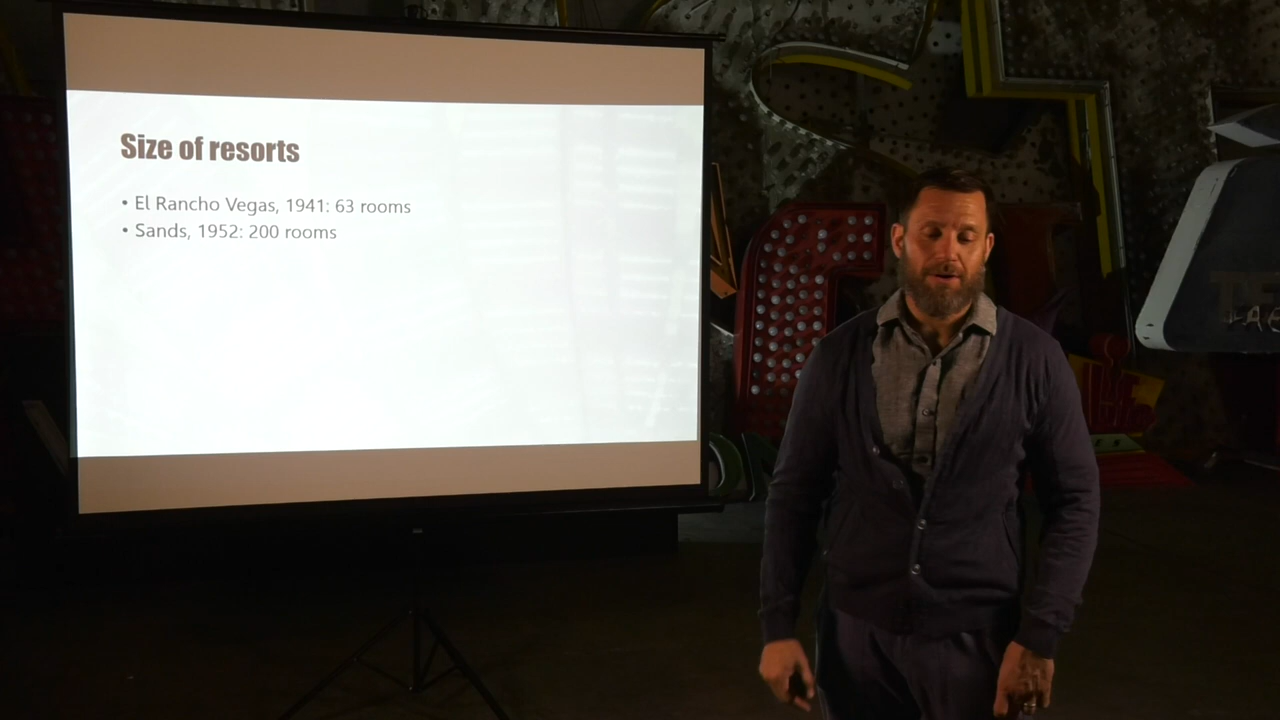 Size of resorts
• El Rancho Vegas, 1941: 63 rooms
• Sands, 1952: 200 rooms